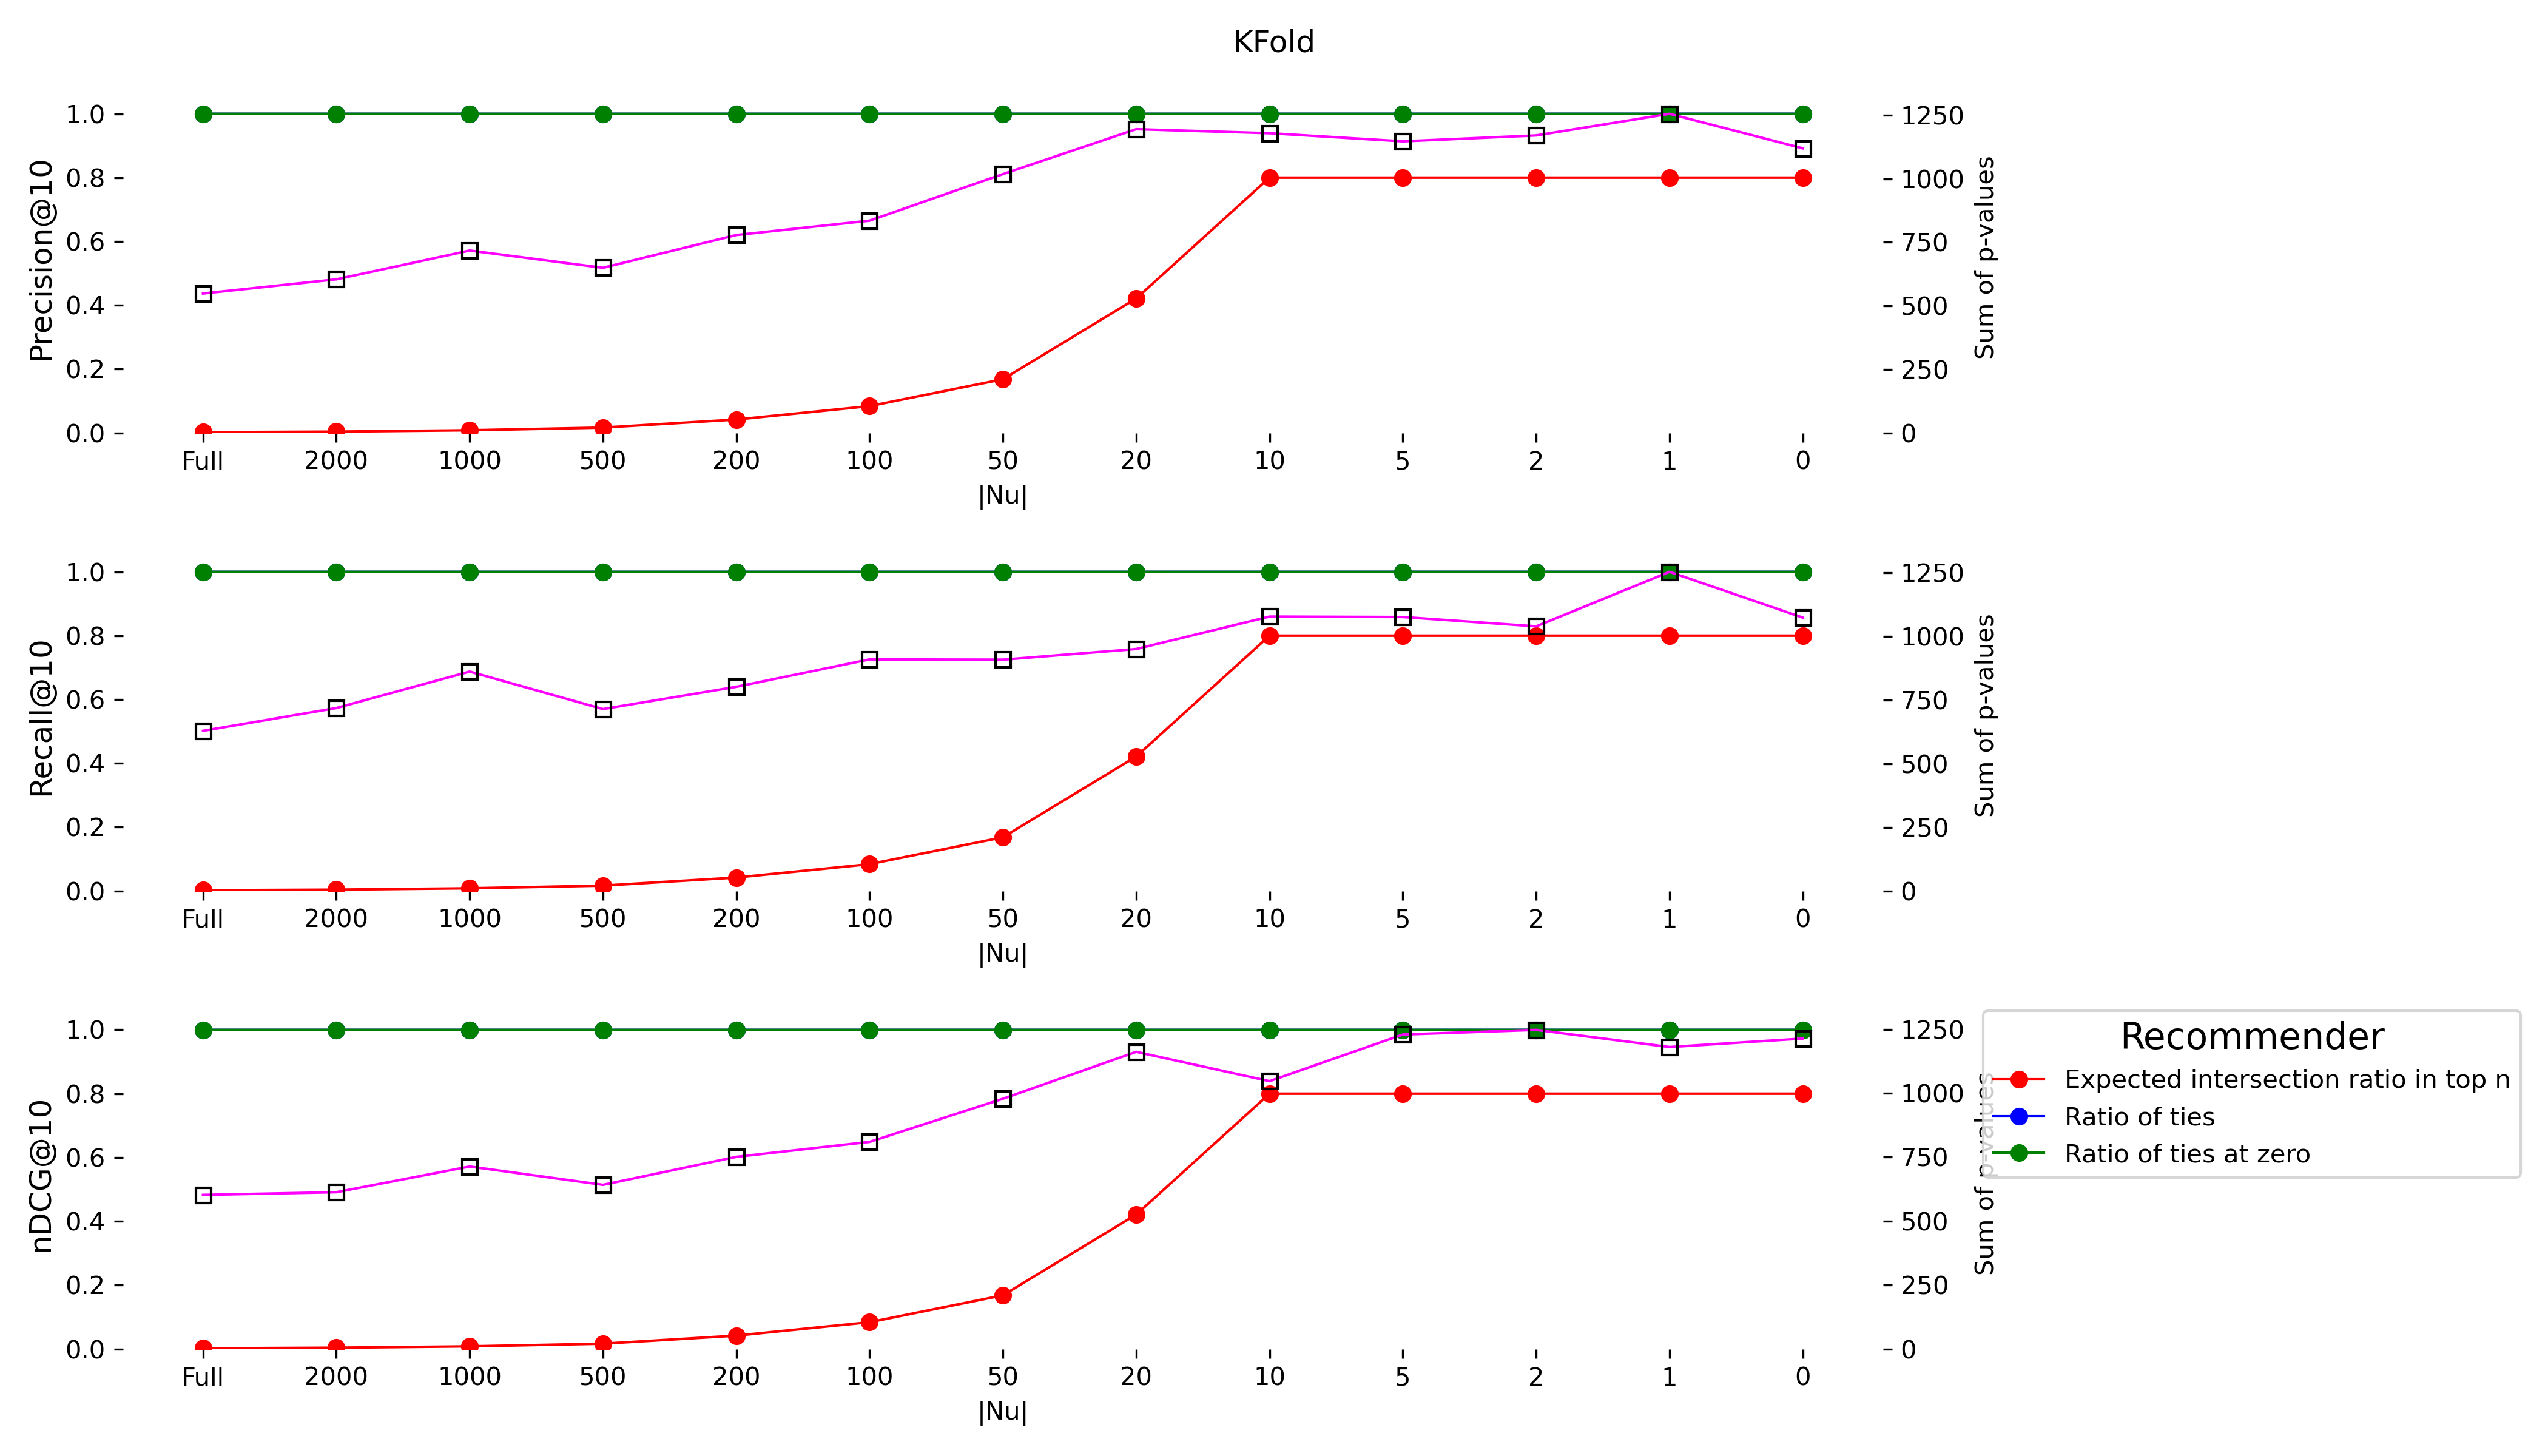 KFold
1.0
0.8
0.6
0.4
0.2
0.0
Precision@10
1250
1000
750
500
250
0
Sum of p-values
Full 2000 1000 500 200 100 50 20 10 5 2 1 0
|Nu|
1.0
0.8
0.6
0.4
0.2
0.0
Recall@10
1250
1000
750
500
250
0
Sum of p-values
Full 2000 1000 500 200 100 50 20 10 5 2 1 0
|Nu|
1.0
0.8
0.6
0.4
0.2
0.0
nDCG@10
1250
1000
750
500
250
0
Sum of p-values
Full 2000 1000 500 200 100 50 20 10 5 2 1 0
|Nu|
Recommender
Expected intersection ratio in top n
Ratio of ties
Ratio of ties at zero